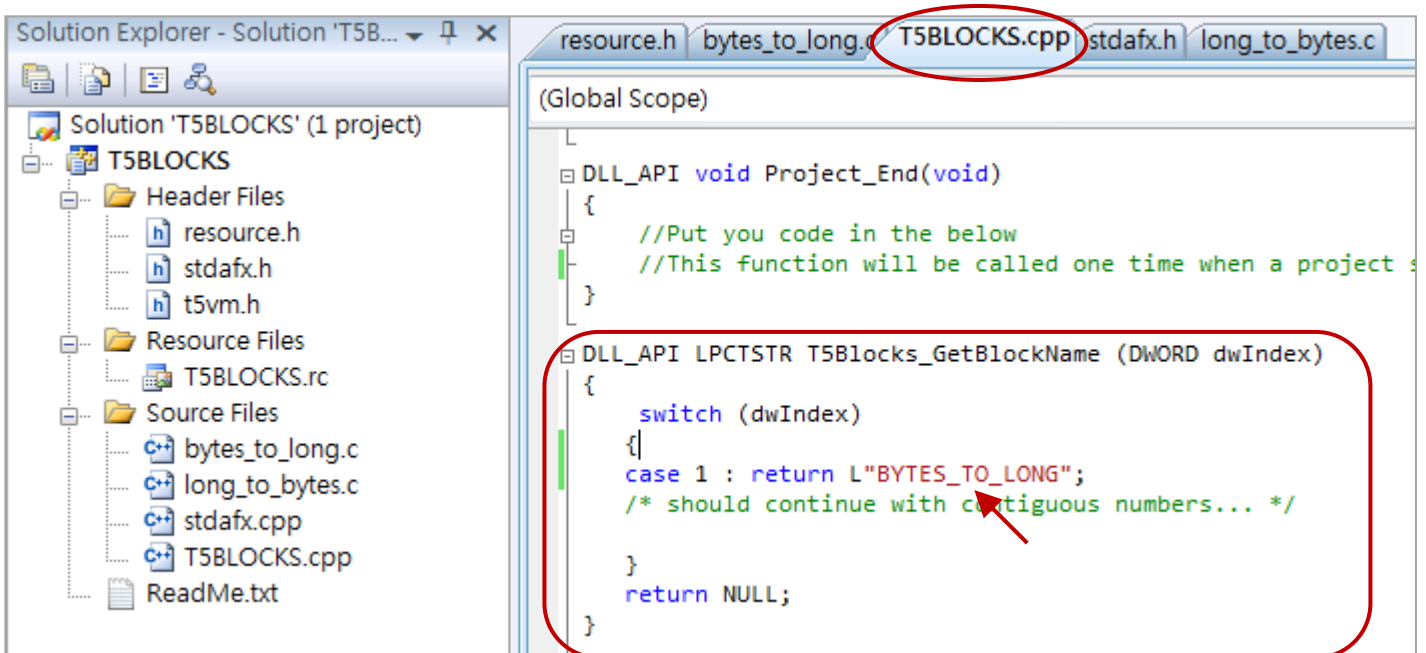 Solution Explorer - Solution 'T5B...
Solution 'T5BLOCKS' (1 project)
T5BLOCKS
Header Files
resource.h
stdafx.h
t5vm.h
Resource Files
T5BLOCKS.rc
Source Files
bytes_to_long.c
long_to_bytes.c
stdafx.cpp
T5BLOCKS.cpp
ReadMe.txt
resource.h bytes_to_long.c T5BLOCKS.cpp stdafx.h long_to_bytes.c
(Global Scope)
DLL_API void Project_End(void)
{
//Put you code in the below
//This function will be called one time when a project s
}
DLL_API LPCTSTR T5Blocks_GetBlockName (DWORD dwIndex)
{
switch (dwIndex)
{
case 1 : return L"BYTES_TO_LONG";
/* should continue with contiguous numbers... */
}
return NULL;
}